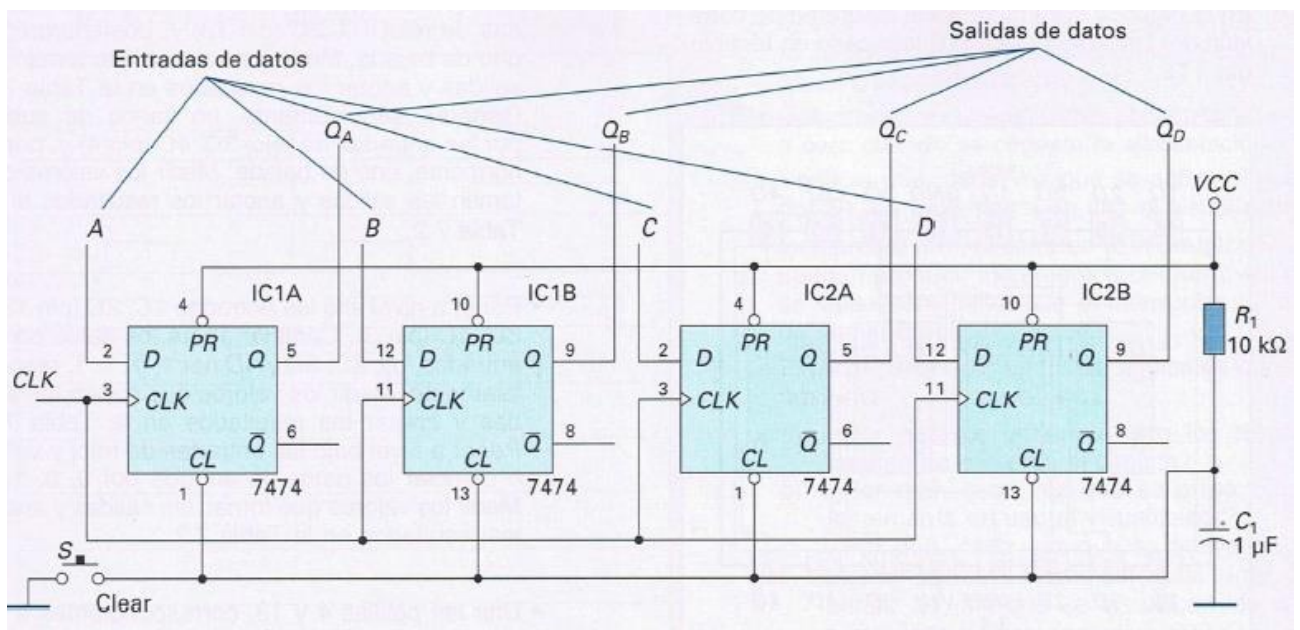 Entradas de datos
Salidas de datos
Q_A
Q_B
Q_C
Q_D
VCC
A
B
C
D
4
IC1A
10
IC1B
4
IC2A
10
IC2B
PR
PR
PR
PR
R₁
10 kΩ
2
D
Q
5
12
D
Q
9
2
D
Q
5
12
D
Q
9
CLK
3
CLK
11
CLK
3
CLK
11
CLK
Q̅
6
Q̅
8
Q̅
6
Q̅
8
CL
CL
CL
CL
1
7474
13
7474
1
7474
13
7474
C₁
1 µF
S
Clear